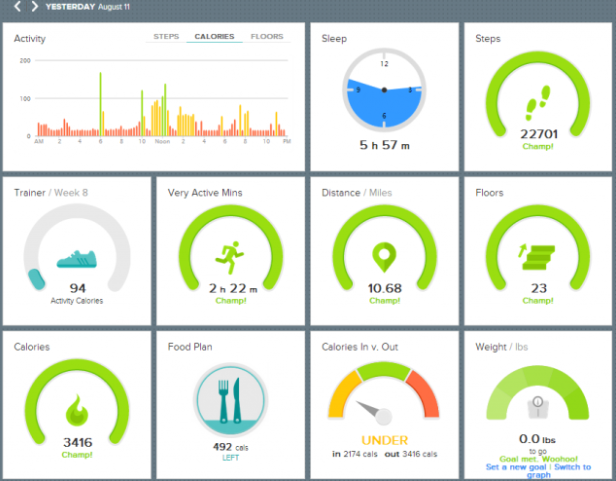 YESTERDAY August 11
Activity
STEPS CALORIES FLOORS
200
100
0
AM 2 4 6 8 10 Noon 2 4 6 8 10 PM
Sleep
12
9 3
6
5 h 57 m
Steps
22701
Champ!
Trainer / Week 8
94
Activity Calories
Very Active Mins
2 h 22 m
Champ!
Distance / Miles
10.68
Champ!
Floors
23
Champ!
Calories
3416
Champ!
Food Plan
492 cals
LEFT
Calories In v. Out
UNDER
in 2174 cals out 3416 cals
Weight / lbs
0.0 lbs
to go
Goal met. Woohoo!
Set a new goal | Switch to
graph